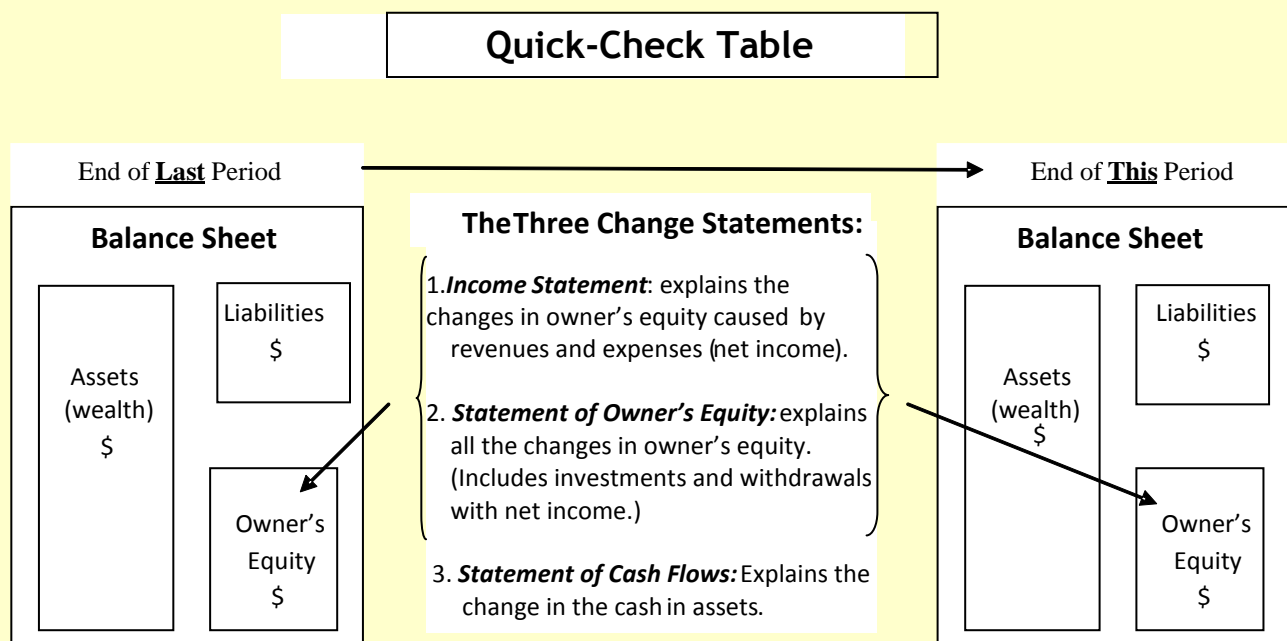 Quick-Check Table
End of Last Period
End of This Period
Balance Sheet
Assets
(wealth)
$
Liabilities
$
Owner's
Equity
$
TheThree Change Statements:
1.Income Statement: explains the
changes in owner's equity caused by
revenues and expenses (net income).
2. Statement of Owner's Equity: explains
all the changes in owner's equity.
(Includes investments and withdrawals
with net income.)
3. Statement of Cash Flows: Explains the
change in the cash in assets.
Balance Sheet
Assets
(wealth)
$
Liabilities
$
Owner's
Equity
$